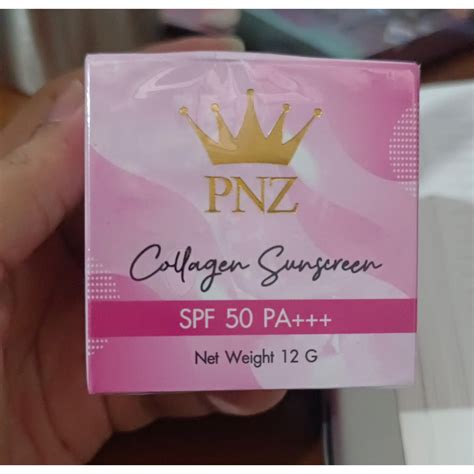 PNZ
Collagen Sunscreen
SPF 50 PA+++
Net Weight 12 G